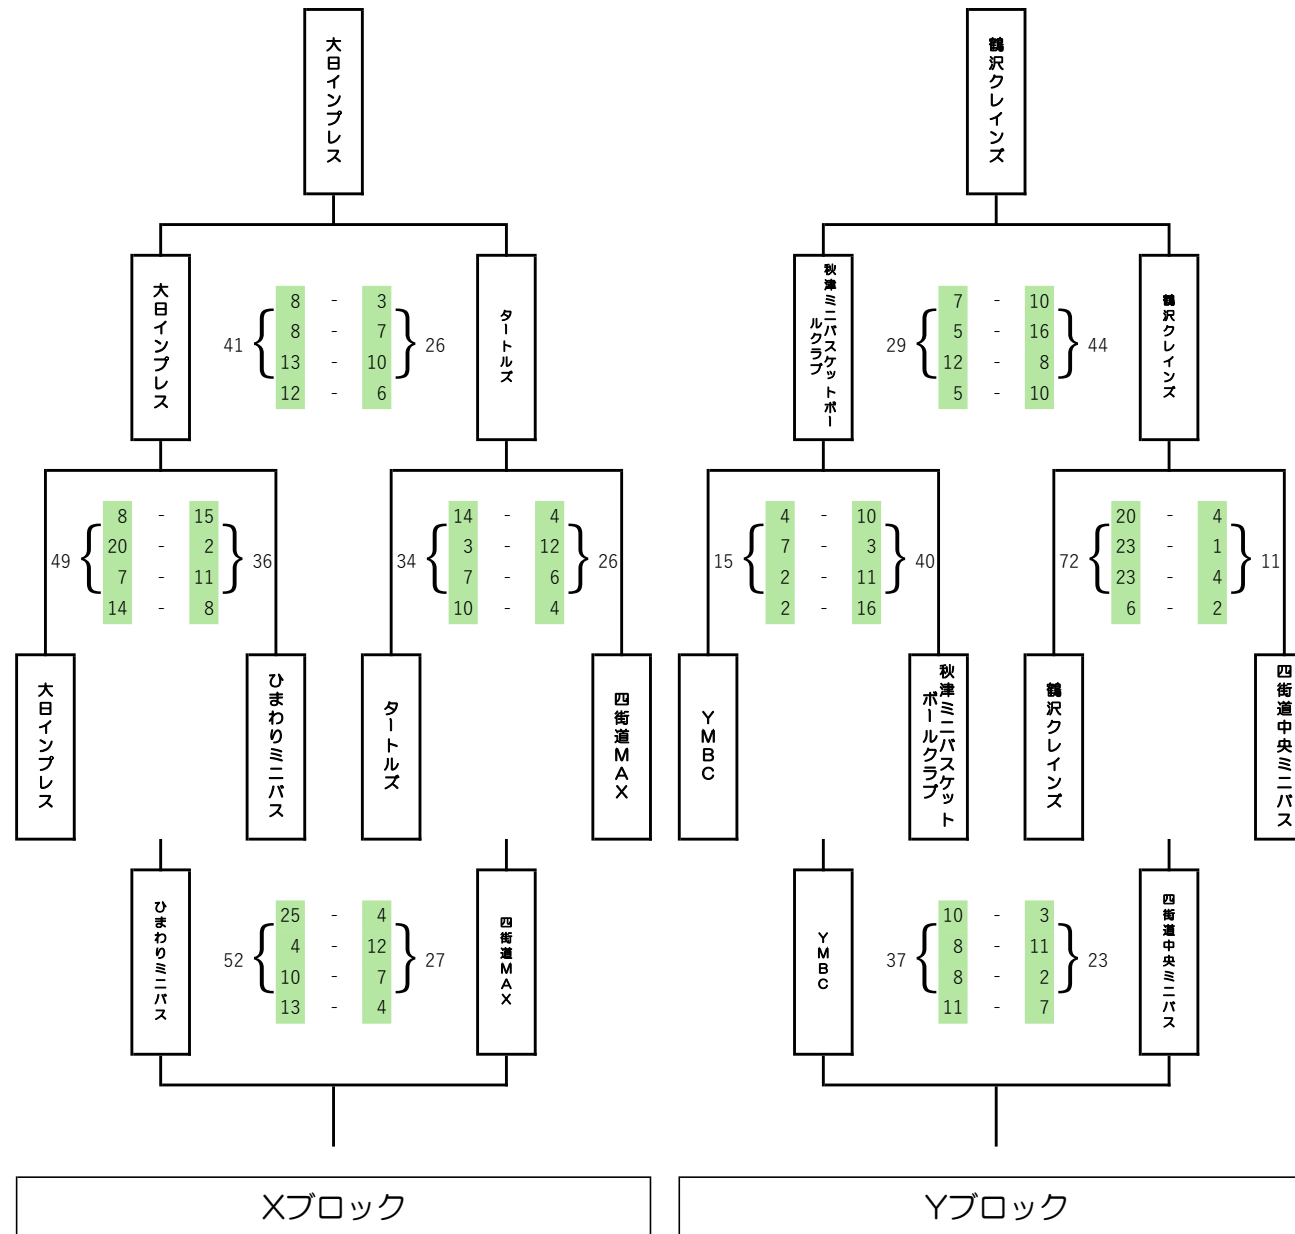 大日インプレス
鶴沢クレインズ
大日インプレス
8 - 3
8 - 7
13 - 10
12 - 6
41
26
タートルズ
秋津ミニバスケットボー
ルクラブ
7 - 10
5 - 16
12 - 8
5 - 10
29
44
鶴沢クレインズ
8 - 15
20 - 2
7 - 11
14 - 8
49
36
14 - 4
3 - 12
7 - 6
10 - 4
34
26
4 - 10
7 - 3
2 - 11
2 - 16
15
40
20 - 4
23 - 1
23 - 4
6 - 2
72
11
大日インプレス
ひまわりミニバス
タートルズ
四街道MAX
YMBC
秋津ミニバスケット
ボールクラブ
鶴沢クレインズ
四街道中央ミニバス
ひまわりミニバス
25 - 4
4 - 12
10 - 7
13 - 4
52
27
四街道MAX
YMBC
10 - 3
8 - 11
8 - 2
11 - 7
37
23
四街道中央ミニバス
Xブロック
Yブロック